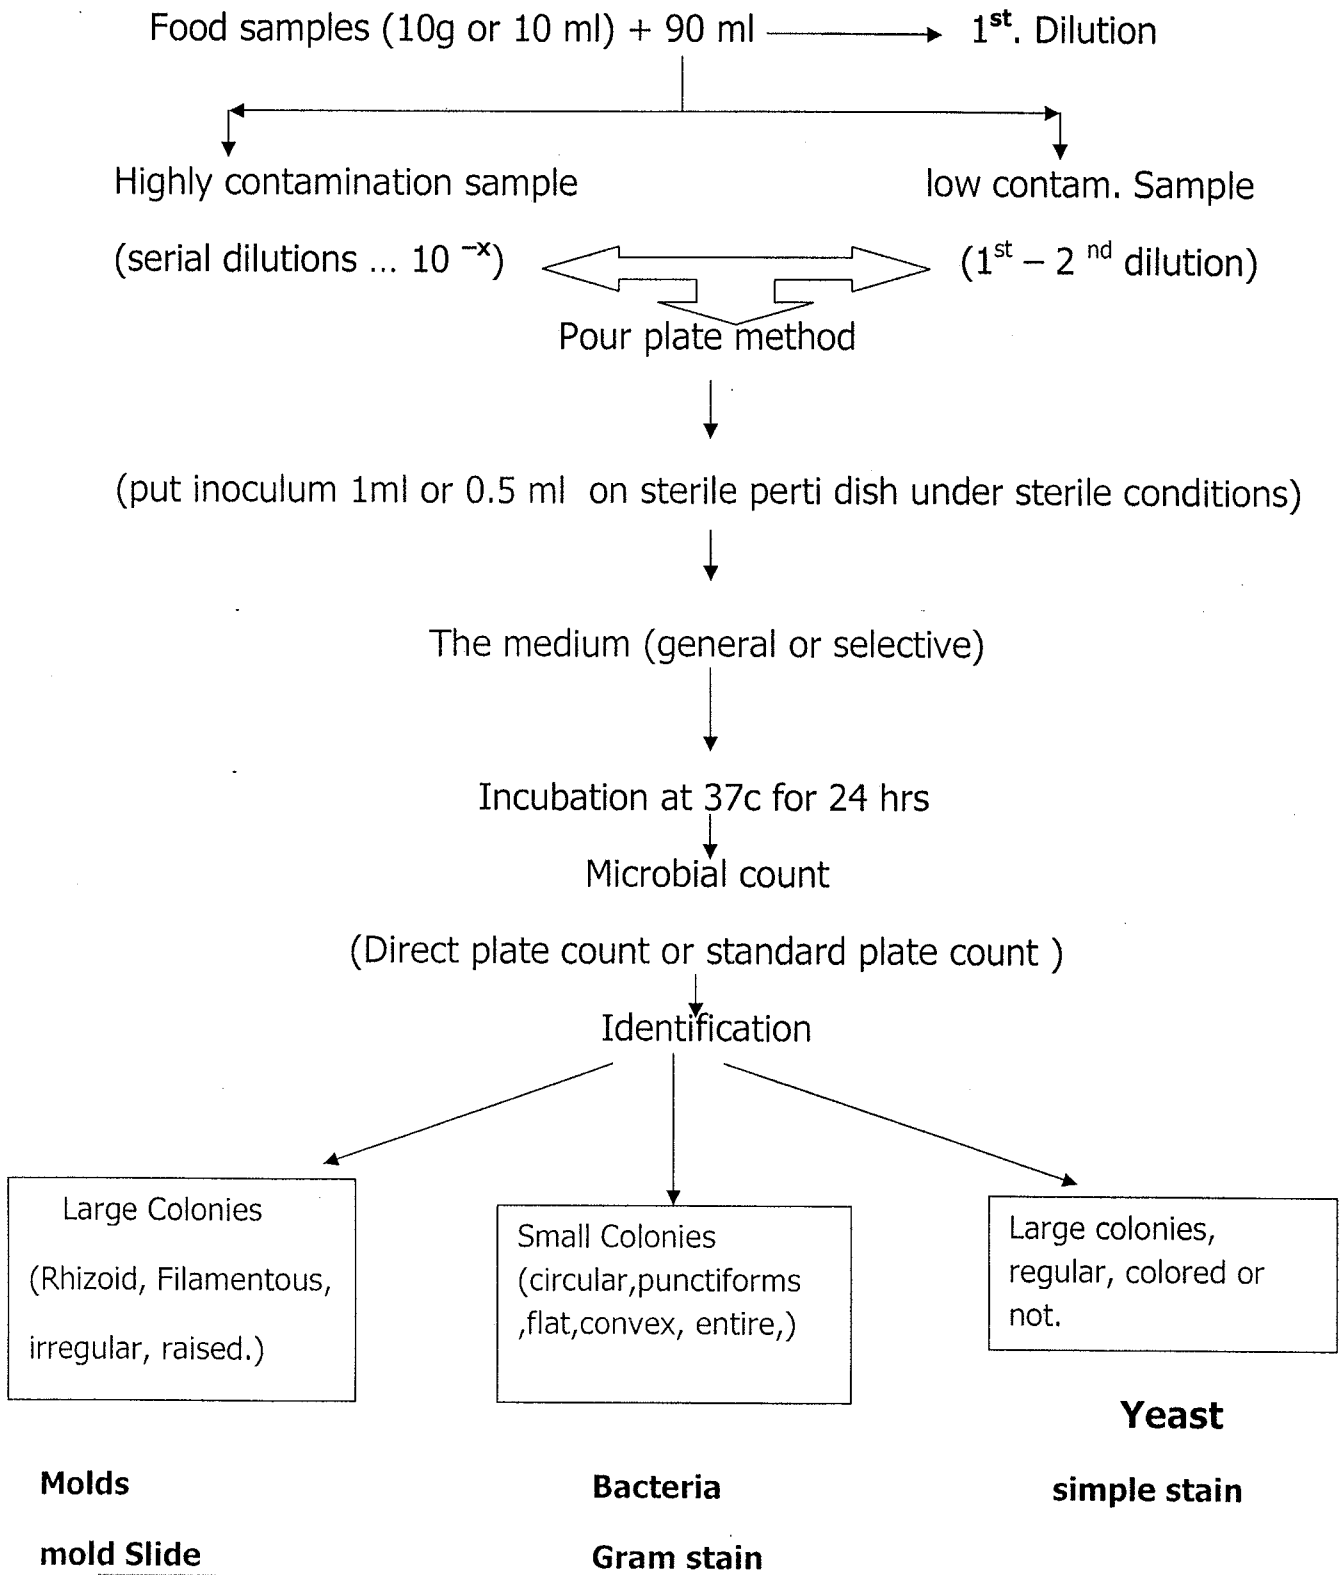 Food samples (10g or 10 ml) + 90 ml 1st. Dilution
Highly contamination sample
low contam. Sample
(serial dilutions ... 10 –x)
(1st – 2 nd dilution)
Pour plate method
(put inoculum 1ml or 0.5 ml on sterile perti dish under sterile conditions)
The medium (general or selective)
Incubation at 37c for 24 hrs
Microbial count
(Direct plate count or standard plate count )
Identification
Large Colonies
(Rhizoid, Filamentous,
irregular, raised.)
Small Colonies
(circular,punctiforms
,flat,convex, entire,)
Large colonies,
regular, colored or
not.
Molds
mold Slide
Bacteria
Gram stain
Yeast
simple stain